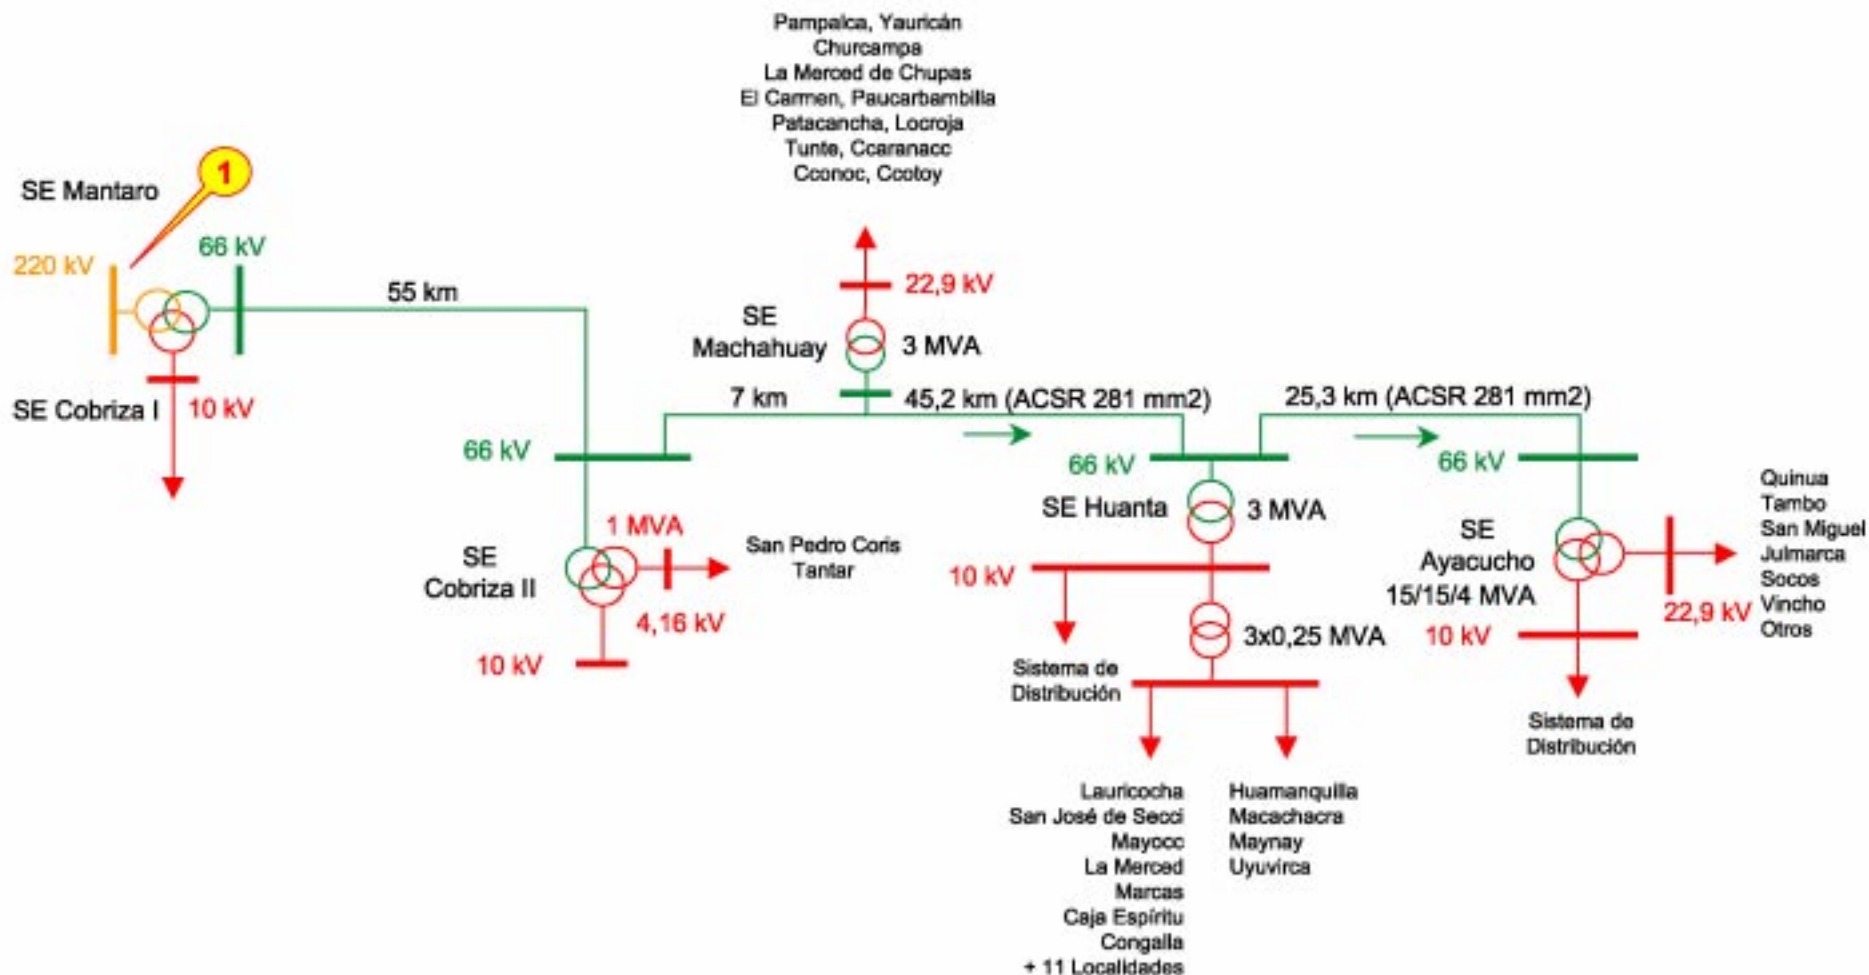 Pampalca, Yauricán
Churcampa
La Merced de Chupas
El Carmen, Paucarbambilla
Patacancha, Locroja
Tunte, Ccaranacc
Cconoc, Ccotoy
1
SE Mantaro
220 kV
66 kV
55 km
SE Cobriza I
10 kV
22,9 kV
SE
Machahuay
3 MVA
7 km
45,2 km (ACSR 281 mm2)
25,3 km (ACSR 281 mm2)
66 kV
66 kV
66 kV
SE Huanta
3 MVA
SE
Cobriza II
1 MVA
San Pedro Coris
Tantar
4,16 kV
10 kV
10 kV
3x0,25 MVA
Sistema de
Distribución
Lauricocha
San José de Secci
Mayocc
La Merced
Marcas
Caja Espíritu
Congalla
+ 11 Localidades
Huamanquilla
Macachacra
Maynay
Uyuvirca
SE
Ayacucho
15/15/4 MVA
10 kV
22,9 kV
Quinua
Tambo
San Miguel
Julmarca
Socos
Vincho
Otros
Sistema de
Distribución